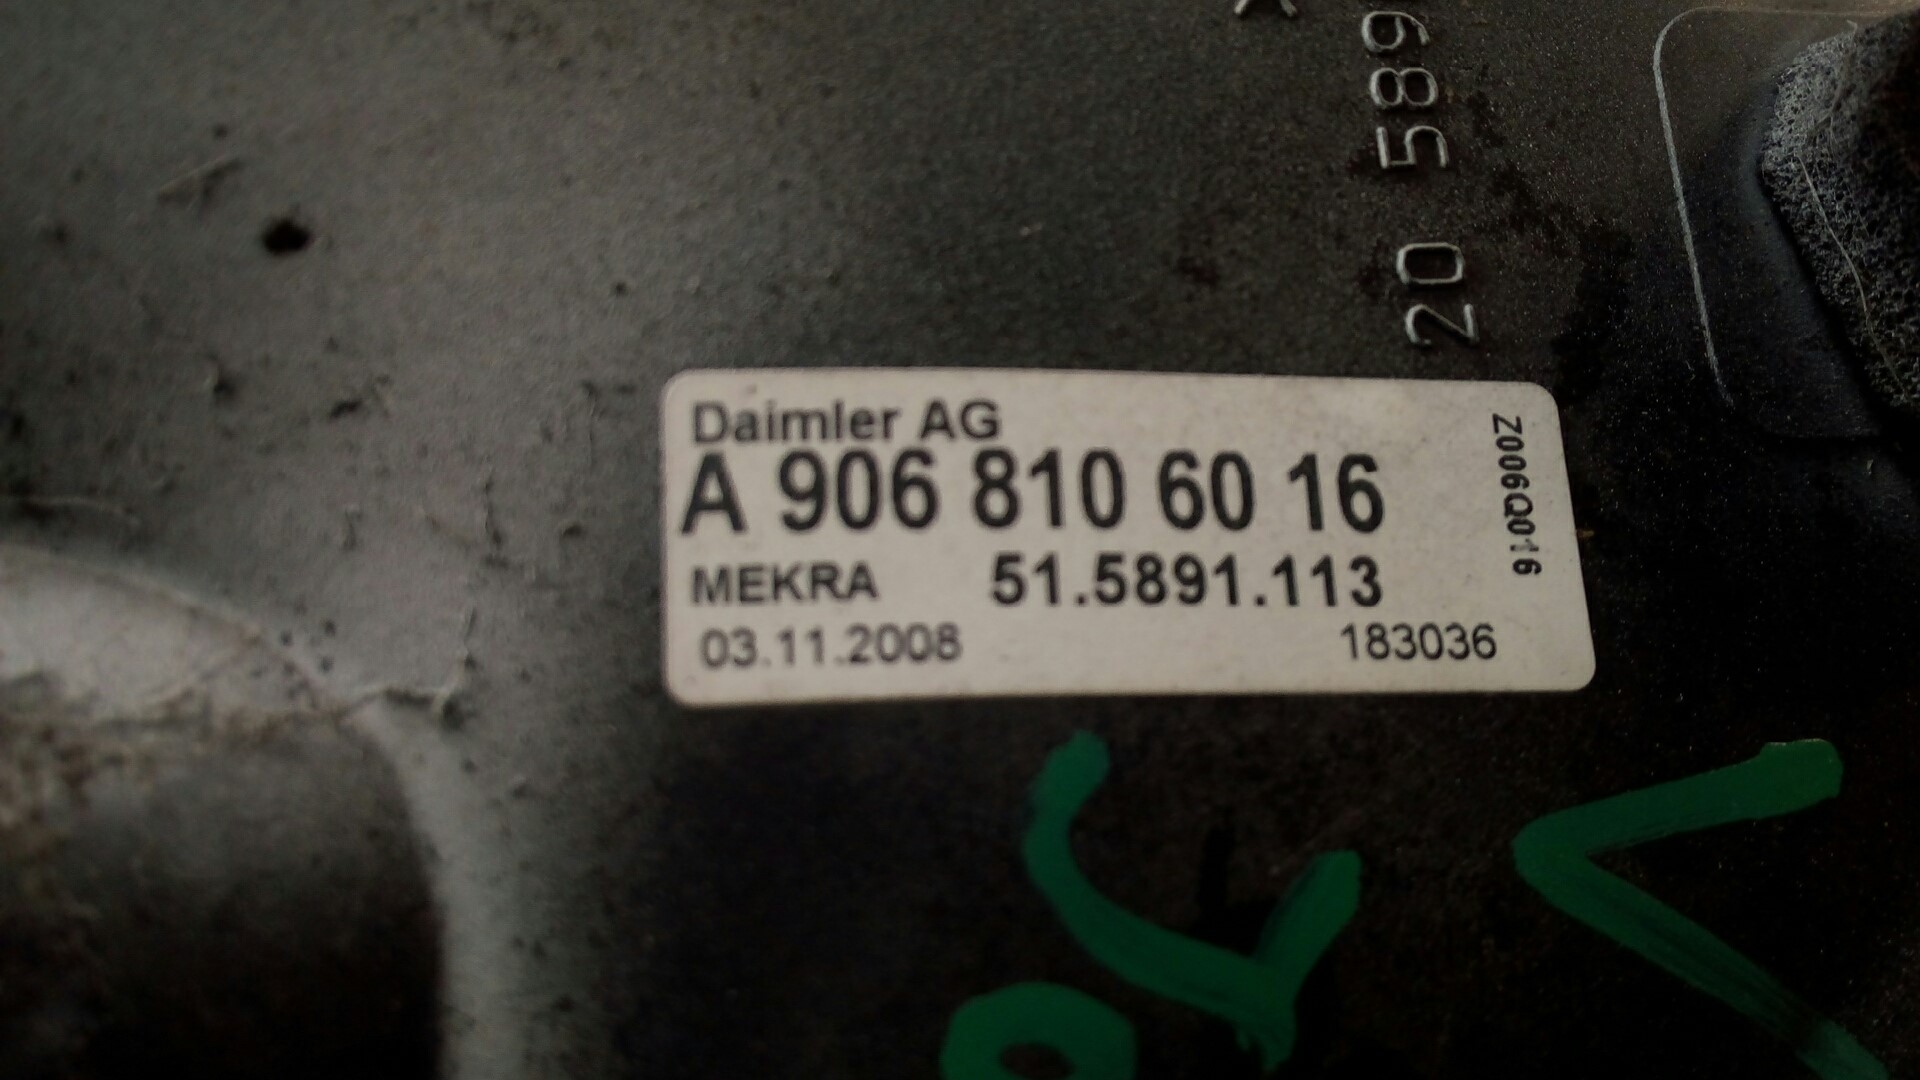 20 589
Daimler AG
A 906 810 60 16
MEKRA 51.5891.113
03.11.2008 183036
Z006Q016